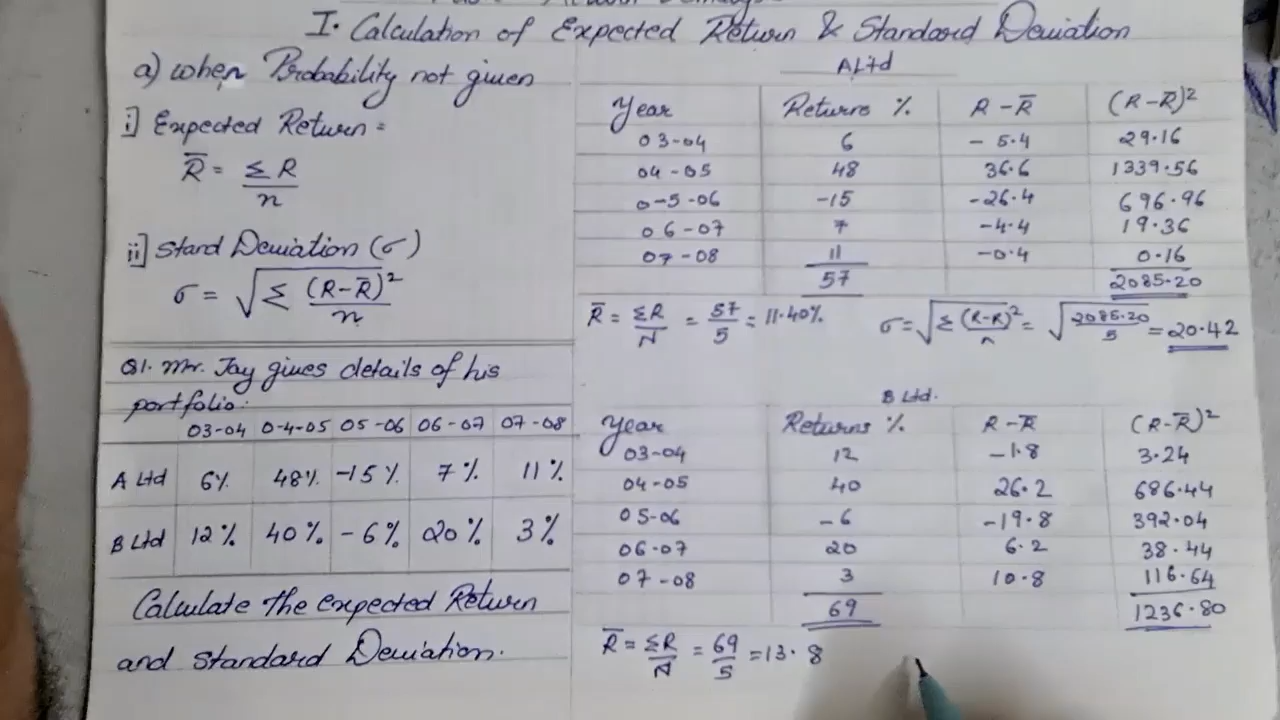 I. Calculation of Expected Return & Standard Deviation
a) when Probability not given
i] Expected Return =
R̅ = ΣR / n
ii] Stard Deviation (σ)
σ = √Σ (R-R̅)² / n
Q1. Mr. Jay gives details of his
portfolio:
03-04 0-4-05 05-06 06-07 07-08
A Ltd 6% 48% -15% 7% 11%
B Ltd 12% 40% -6% 20% 3%
Calculate the expected Return
and standard Deviation.
A Ltd
Year Returns % R-R̅ (R-R̅)²
03-04 6 -5.4 29.16
04-05 48 36.6 1339.56
0-5-06 -15 -26.4 696.96
06-07 7 -4.4 19.36
07-08 11 -0.4 0.16
57 2085.20
R̅ = ΣR / N = 57 / 5 = 11.40% σ = √Σ (R-R)² / n = √2085.20 / 5 = 20.42
B Ltd.
Year Returns % R-R̅ (R-R̅)²
03-04 12 -1.8 3.24
04-05 40 26.2 686.44
05-06 -6 -19.8 392.04
06-07 20 6.2 38.44
07-08 3 10.8 116.64
69 1236.80
R̅ = ΣR / N = 69 / 5 = 13.8